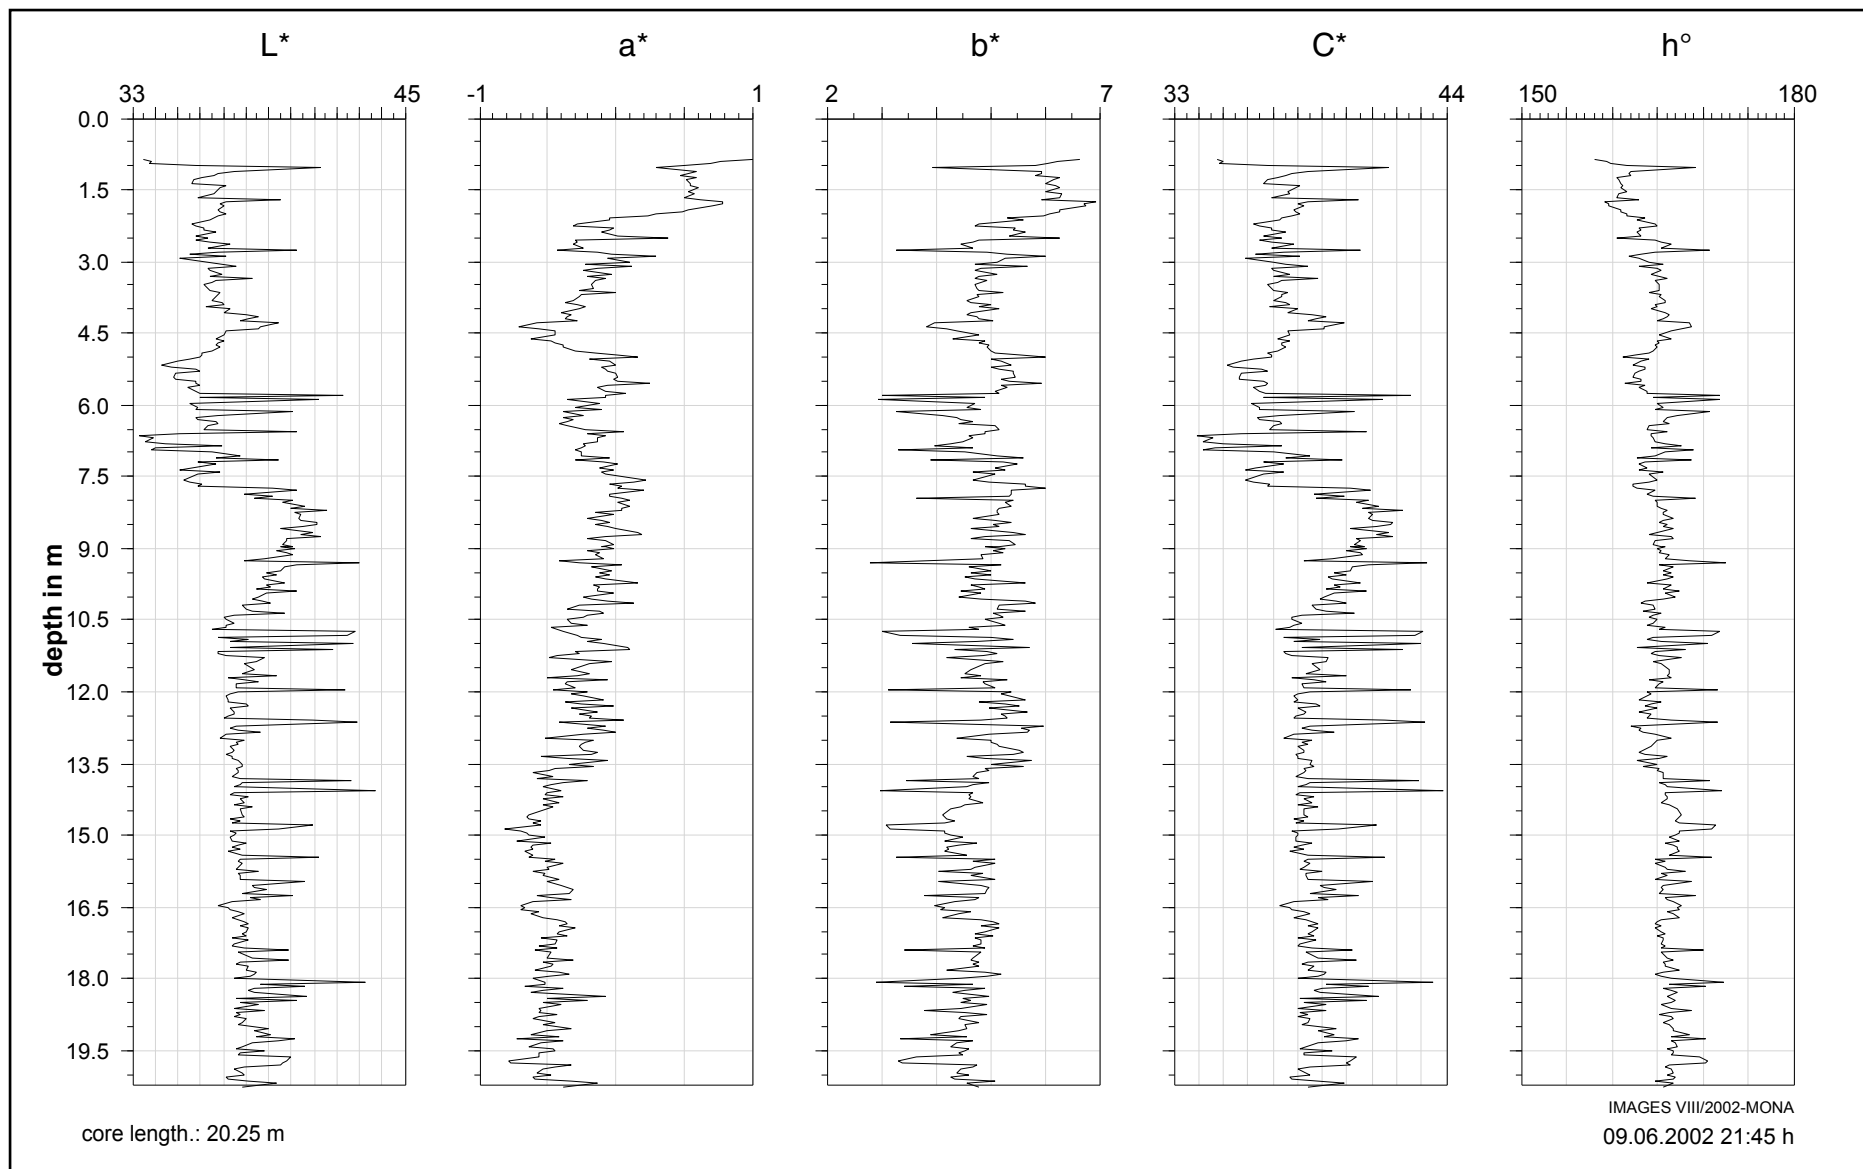 L* a* b* C* h°
33 45 -1 1 2 7 33 44 150 180
0.0
1.5
3.0
4.5
6.0
7.5
9.0
10.5
12.0
13.5
15.0
16.5
18.0
19.5
depth in m
core length.: 20.25 m
IMAGES VIII/2002-MONA
09.06.2002 21:45 h